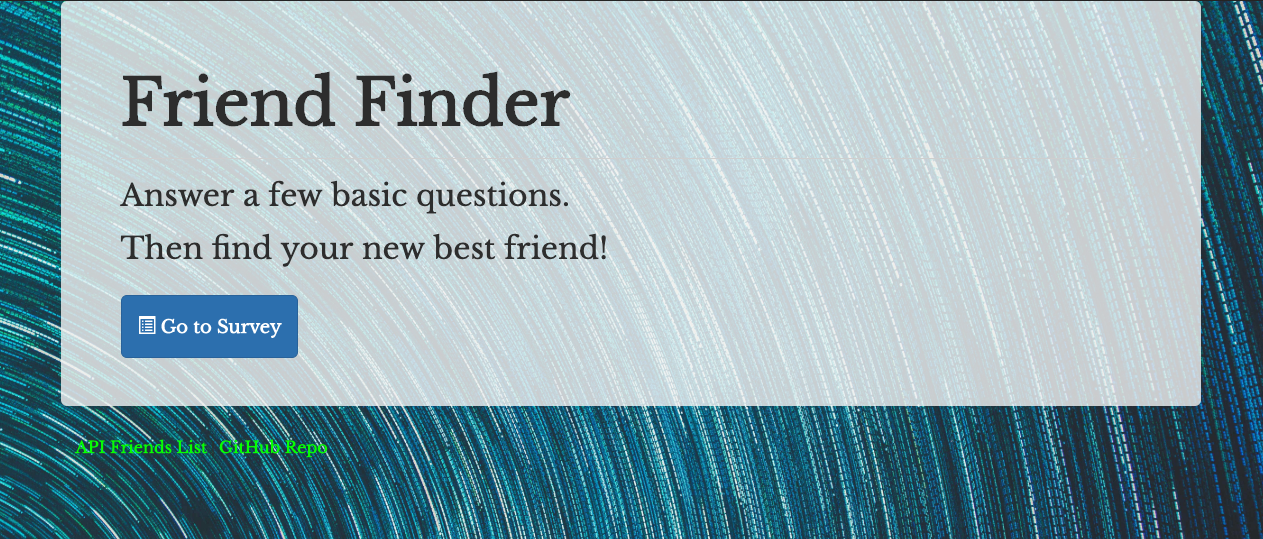 Friend Finder
Answer a few basic questions.
Then find your new best friend!
Go to Survey
API Friends List GitHub Repo